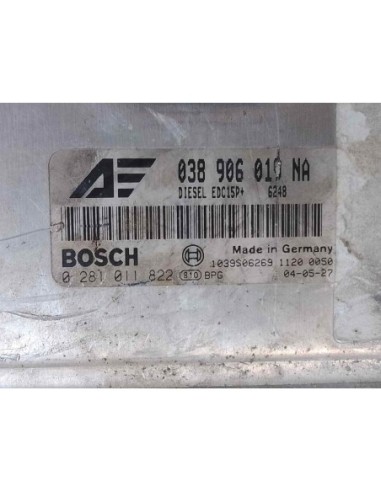 038 906 019 NA
DIESEL EDC15P+ 6248
BOSCH
Made in Germany
1039S06269 1120 0050
0 281 011 822 810 BPG 04-05-27